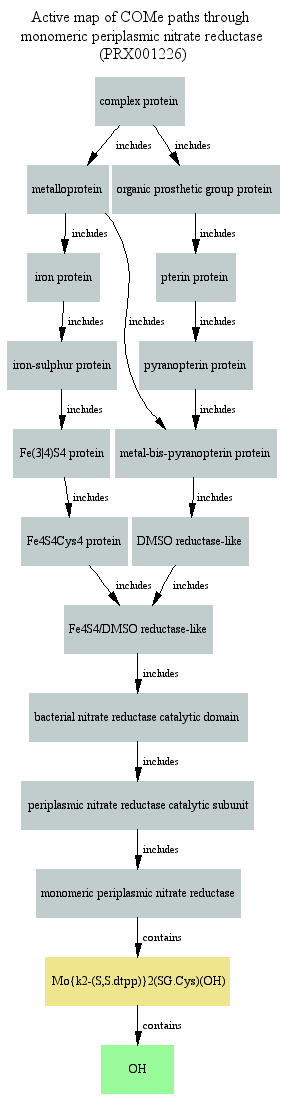 Active map of COMe paths through
monomeric periplasmic nitrate reductase
(PRX001226)
complex protein
includes
includes
metalloprotein
organic prosthetic group protein
includes
includes
iron protein
pterin protein
includes
includes
includes
iron-sulphur protein
pyranopterin protein
includes
includes
Fe(3|4)S4 protein
metal-bis-pyranopterin protein
includes
includes
Fe4S4Cys4 protein
DMSO reductase-like
includes
includes
Fe4S4/DMSO reductase-like
includes
bacterial nitrate reductase catalytic domain
includes
periplasmic nitrate reductase catalytic subunit
includes
monomeric periplasmic nitrate reductase
contains
Mo{k2-(S,S.dtpp)}2(SG.Cys)(OH)
contains
OH